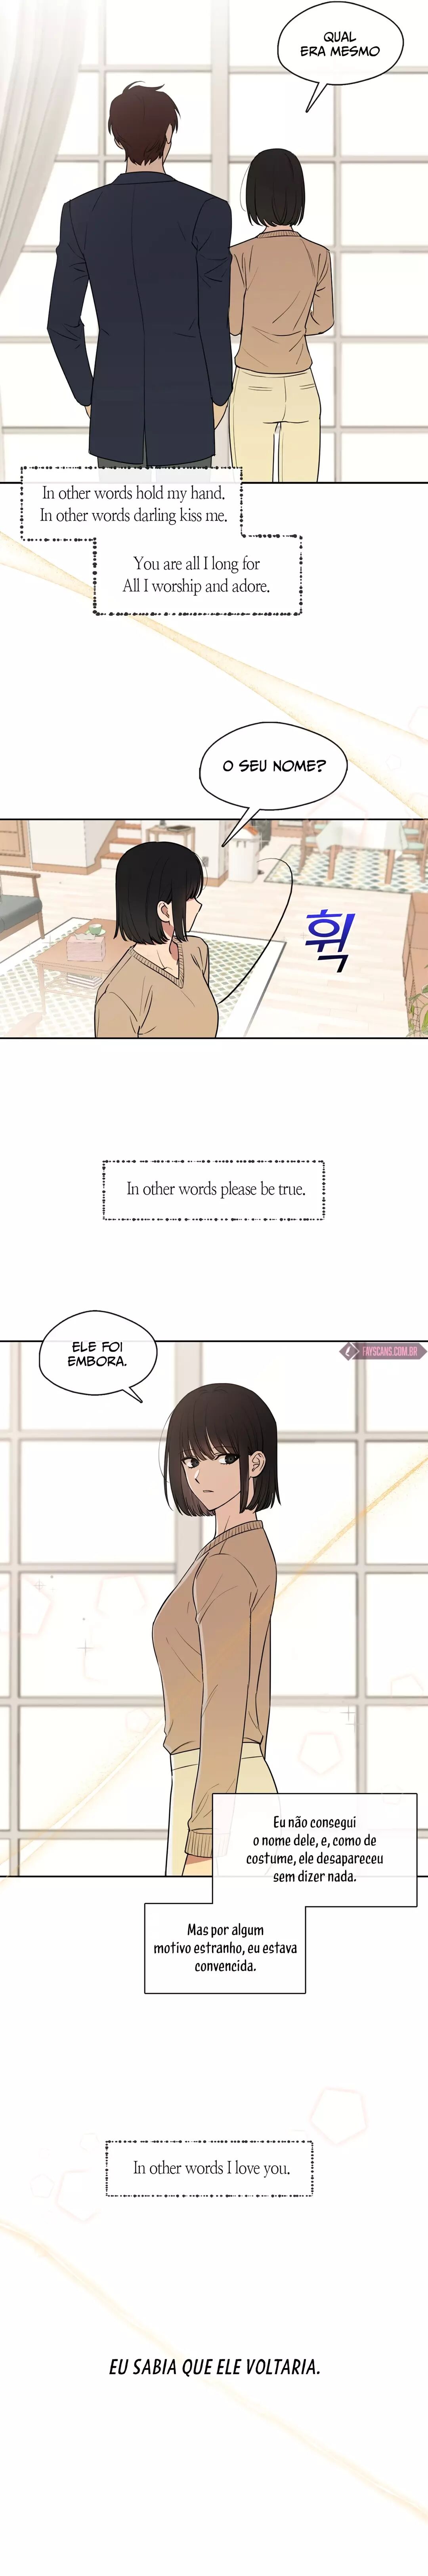 QUAL
ERA MESMO
In other words hold my hand.
In other words darling kiss me.
You are all I long for
All I worship and adore.
O SEU NOME?
휙
In other words please be true.
ELE FOI
EMBORA.
FAYSCANS.COM.BR
Eu não consegui
o nome dele, e, como de
costume, ele desapareceu
sem dizer nada.
Mas por algum
motivo estranho, eu estava
convencida.
In other words I love you.
EU SABIA QUE ELE VOLTARIA.